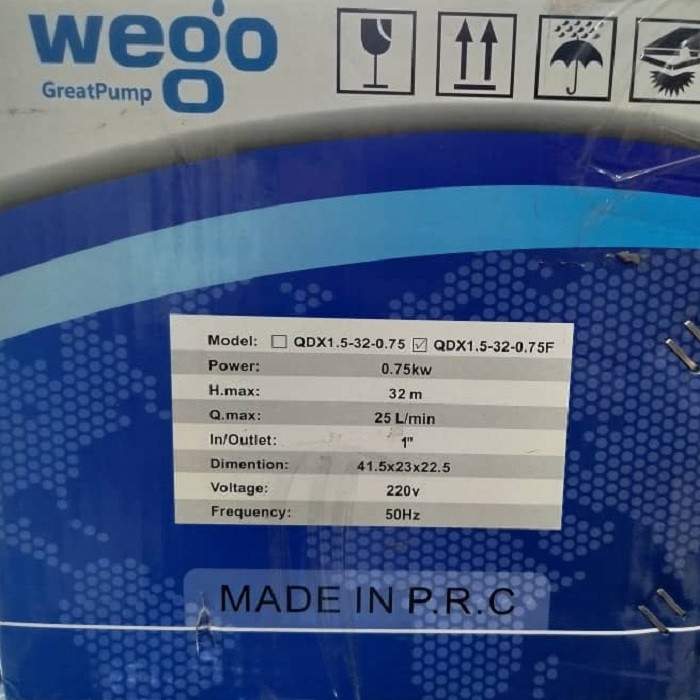 wego
GreatPump
Model: QDX1.5-32-0.75 QDX1.5-32-0.75F
Power: 0.75kw
H.max: 32 m
Q.max: 25 L/min
In/Outlet: 1"
Dimention: 41.5x23x22.5
Voltage: 220v
Frequency: 50Hz
MADE IN P.R.C